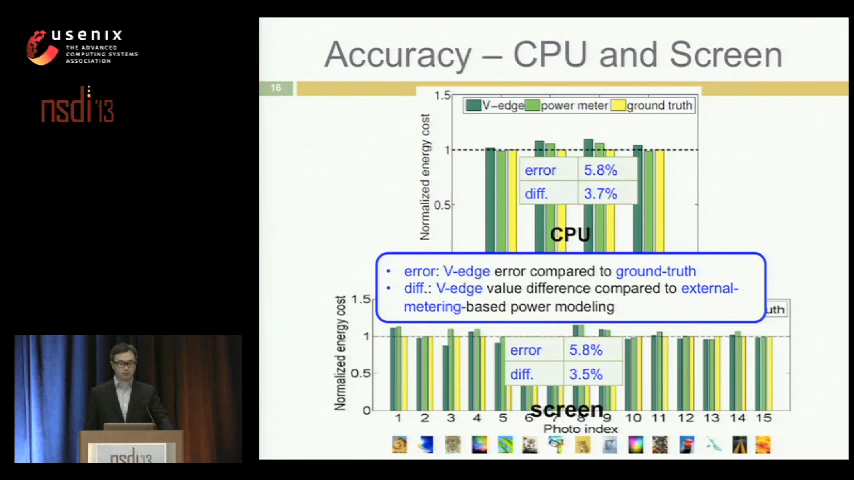 usenix
THE ADVANCED
COMPUTING SYSTEMS
ASSOCIATION
nsdi '13
Accuracy – CPU and Screen
16
1.5
V-edge power meter ground truth
Normalized energy cost
1
error 5.8%
diff. 3.7%
0.5
CPU
• error: V-edge error compared to ground-truth
• diff.: V-edge value difference compared to external-
metering-based power modeling
1.5
uth
Normalized energy cost
1
error 5.8%
0.5
diff. 3.5%
screen
0
1 2 3 4 5 6 7 8 9 10 11 12 13 14 15
Photo index
nsdi'13